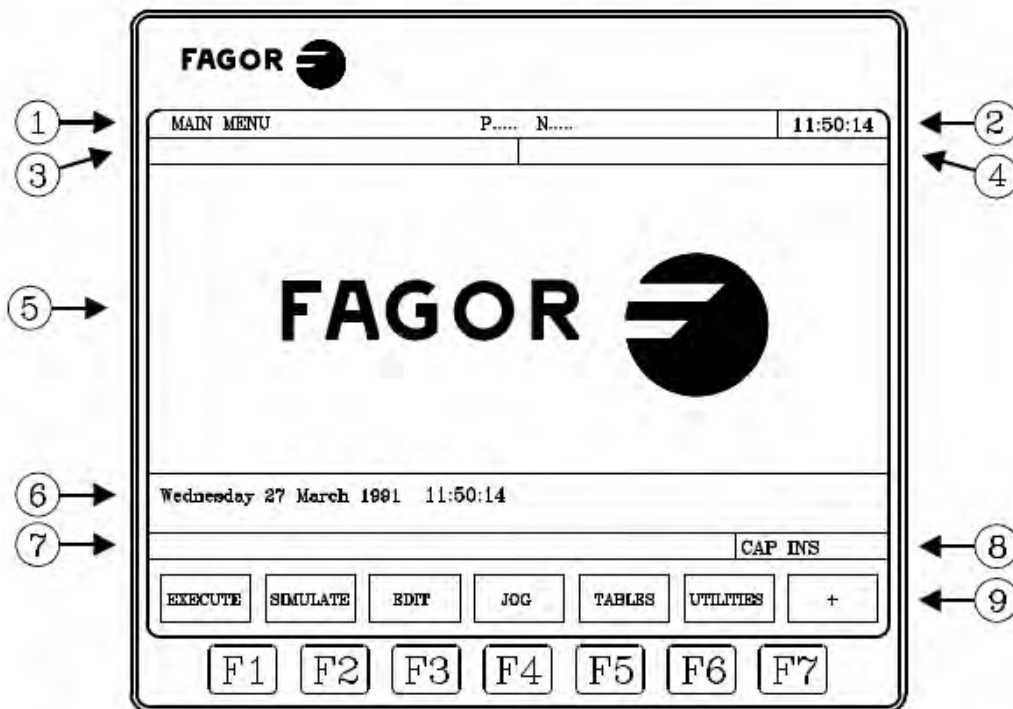 FAGOR
1 MAIN MENU P..... N..... 11:50:14 2
3 4
5 FAGOR
6 Wednesday 27 March 1991 11:50:14
7 CAP INS 8
EXECUTE SIMULATE EDIT JOG TABLES UTILITIES + 9
F1 F2 F3 F4 F5 F6 F7